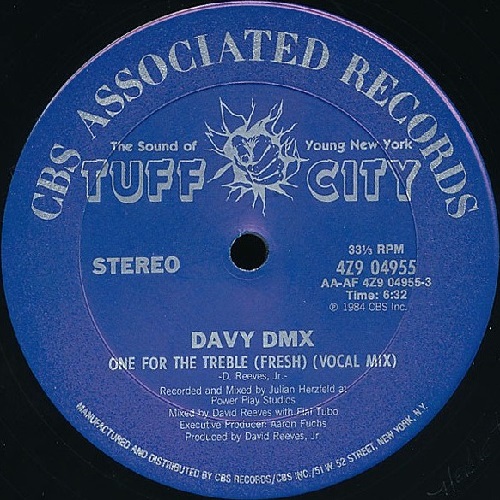 CBS ASSOCIATED RECORDS
The Sound of Young New York
TUFF CITY
STEREO
33⅓ RPM
4Z9 04955
AA-AF 4Z9 04955-3
Time: 6:32
℗ 1984 CBS Inc.
DAVY DMX
ONE FOR THE TREBLE (FRESH) (VOCAL MIX)
-D. Reeves, Jr.-
Recorded and Mixed by Julian Herzfeld at
Power Play Studios
Mixed by David Reeves with Fini Tubo
Executive Producer: Aaron Fuchs
Produced by David Reeves, Jr.
MANUFACTURED AND DISTRIBUTED BY CBS RECORDS/CBS INC./51 W. 52 STREET, NEW YORK, N.Y.